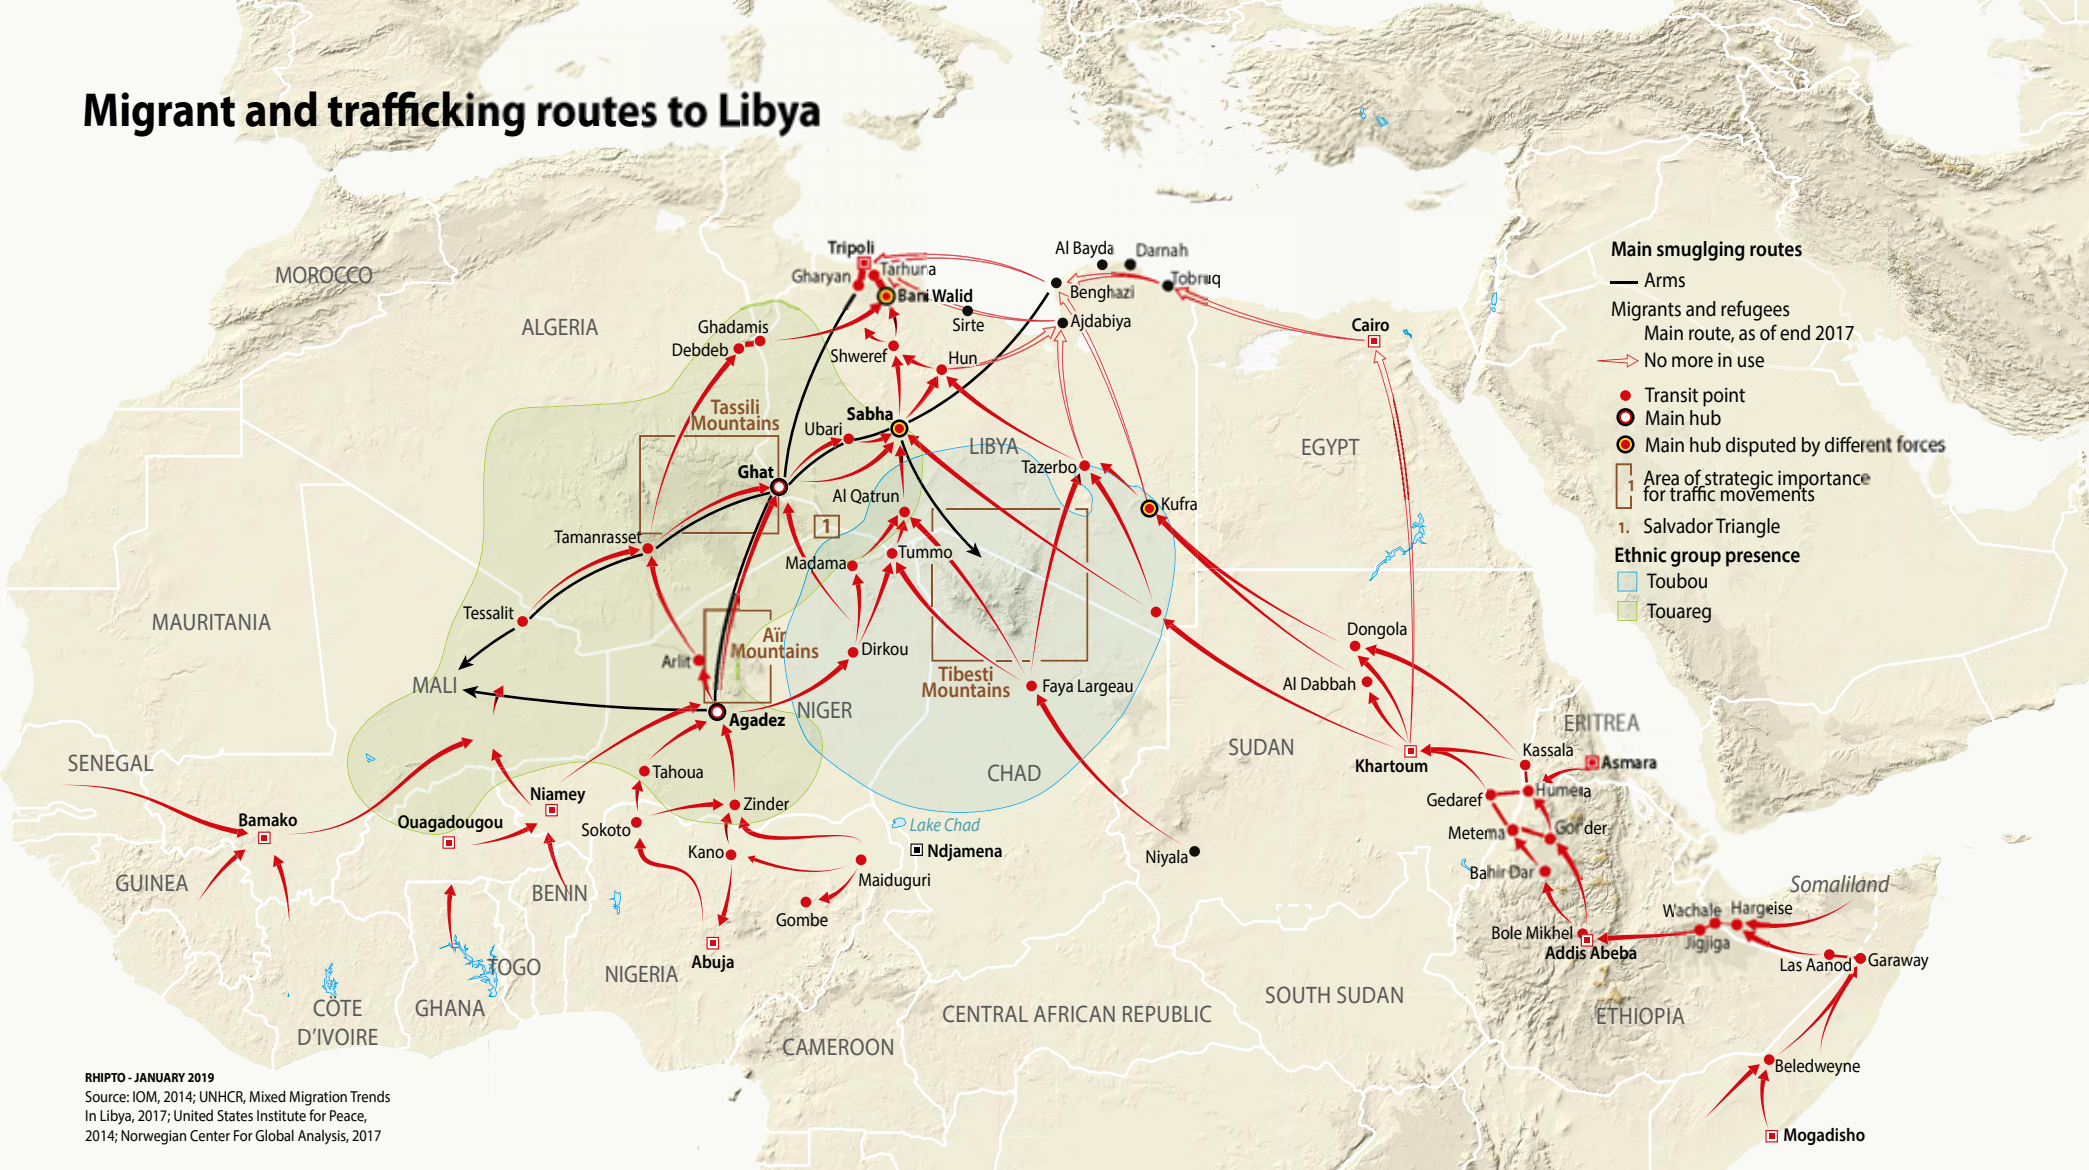 Migrant and trafficking routes to Libya
Main smuglging routes
Arms
Migrants and refugees
Main route, as of end 2017
No more in use
Transit point
Main hub
Main hub disputed by different forces
1
Area of strategic importance
for traffic movements
1. Salvador Triangle
Ethnic group presence
Toubou
Touareg
MOROCCO
ALGERIA
Tripoli
Gharyan
Tarhuna
Bani Walid
Sirte
Al Bayda
Darnah
Tobruq
Benghazi
Ajdabiya
Cairo
Ghadamis
Debdeb
Shweref
Hun
Tassili
Mountains
Sabha
Ubari
LIBYA
EGYPT
Ghat
Tazerbo
Al Qatrun
Kufra
1
Tamanrasset
Madama
Tummo
Tessalit
MAURITANIA
Aïr
Mountains
Arlit
Dirkou
Dongola
MALI
Tibesti
Mountains
Faya Largeau
Al Dabbah
Agadez
NIGER
SUDAN
ERITREA
SENEGAL
Kassala
Khartoum
Asmara
Tahoua
CHAD
Niamey
Zinder
Gedaref
Humera
Bamako
Ouagadougou
Sokoto
Lake Chad
Metema
Gonder
Kano
Ndjamena
Niyala
Bahir Dar
GUINEA
BENIN
Maiduguri
Somaliland
Gombe
Wachale
Hargeise
Bole Mikhel
Jigjiga
Addis Abeba
Abuja
Las Aanod
Garaway
TOGO
NIGERIA
SOUTH SUDAN
CÔTE
D’IVOIRE
GHANA
CENTRAL AFRICAN REPUBLIC
ETHIOPIA
CAMEROON
Beledweyne
Mogadisho
RHIPTO - JANUARY 2019
Source: IOM, 2014; UNHCR, Mixed Migration Trends
In Libya, 2017; United States Institute for Peace,
2014; Norwegian Center For Global Analysis, 2017